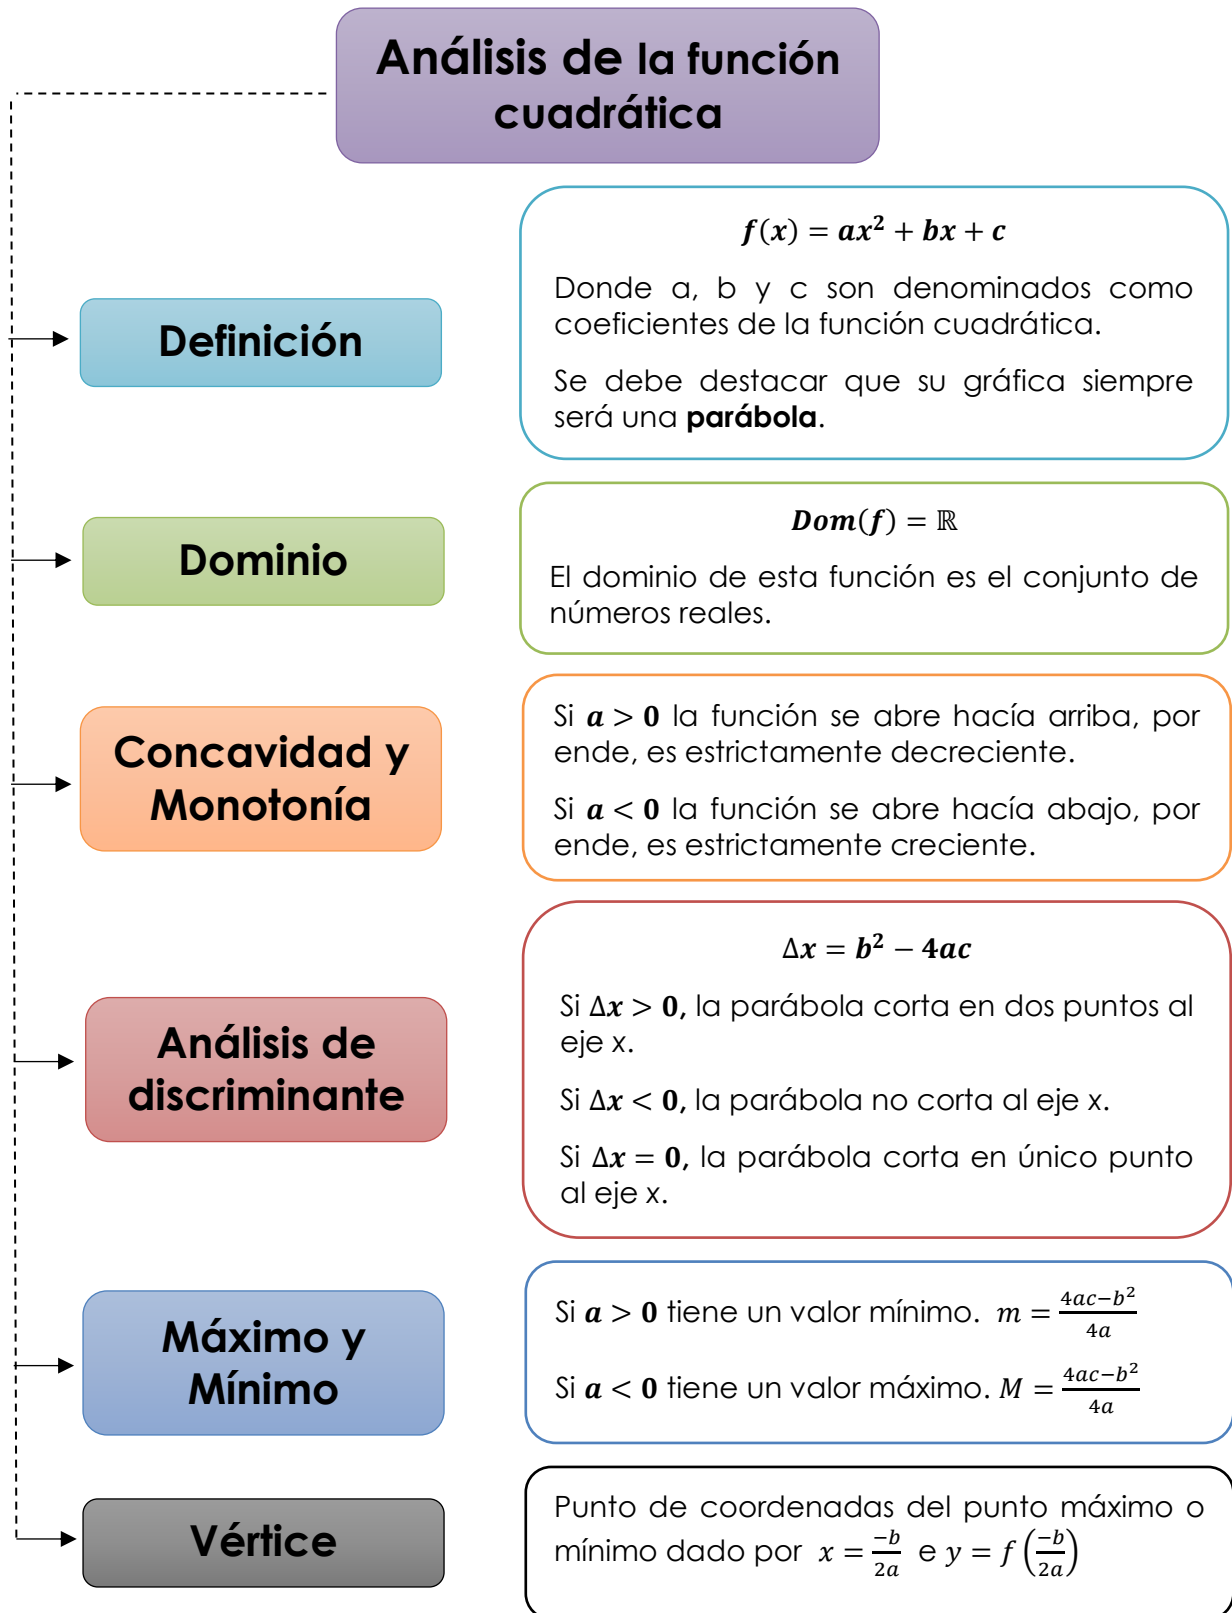 Análisis de la función
cuadrática
Definición
f(x) = ax² + bx + c
Donde a, b y c son denominados como
coeficientes de la función cuadrática.
Se debe destacar que su gráfica siempre
será una parábola.
Dominio
Dom(f) = ℝ
El dominio de esta función es el conjunto de
números reales.
Concavidad y
Monotonía
Si a > 0 la función se abre hacía arriba, por
ende, es estrictamente decreciente.
Si a < 0 la función se abre hacía abajo, por
ende, es estrictamente creciente.
Análisis de
discriminante
Δx = b² − 4ac
Si Δx > 0, la parábola corta en dos puntos al
eje x.
Si Δx < 0, la parábola no corta al eje x.
Si Δx = 0, la parábola corta en único punto
al eje x.
Máximo y
Mínimo
Si a > 0 tiene un valor mínimo. m = (4ac−b²)/4a
Si a < 0 tiene un valor máximo. M = (4ac−b²)/4a
Vértice
Punto de coordenadas del punto máximo o
mínimo dado por x = −b/2a e y = f(−b/2a)